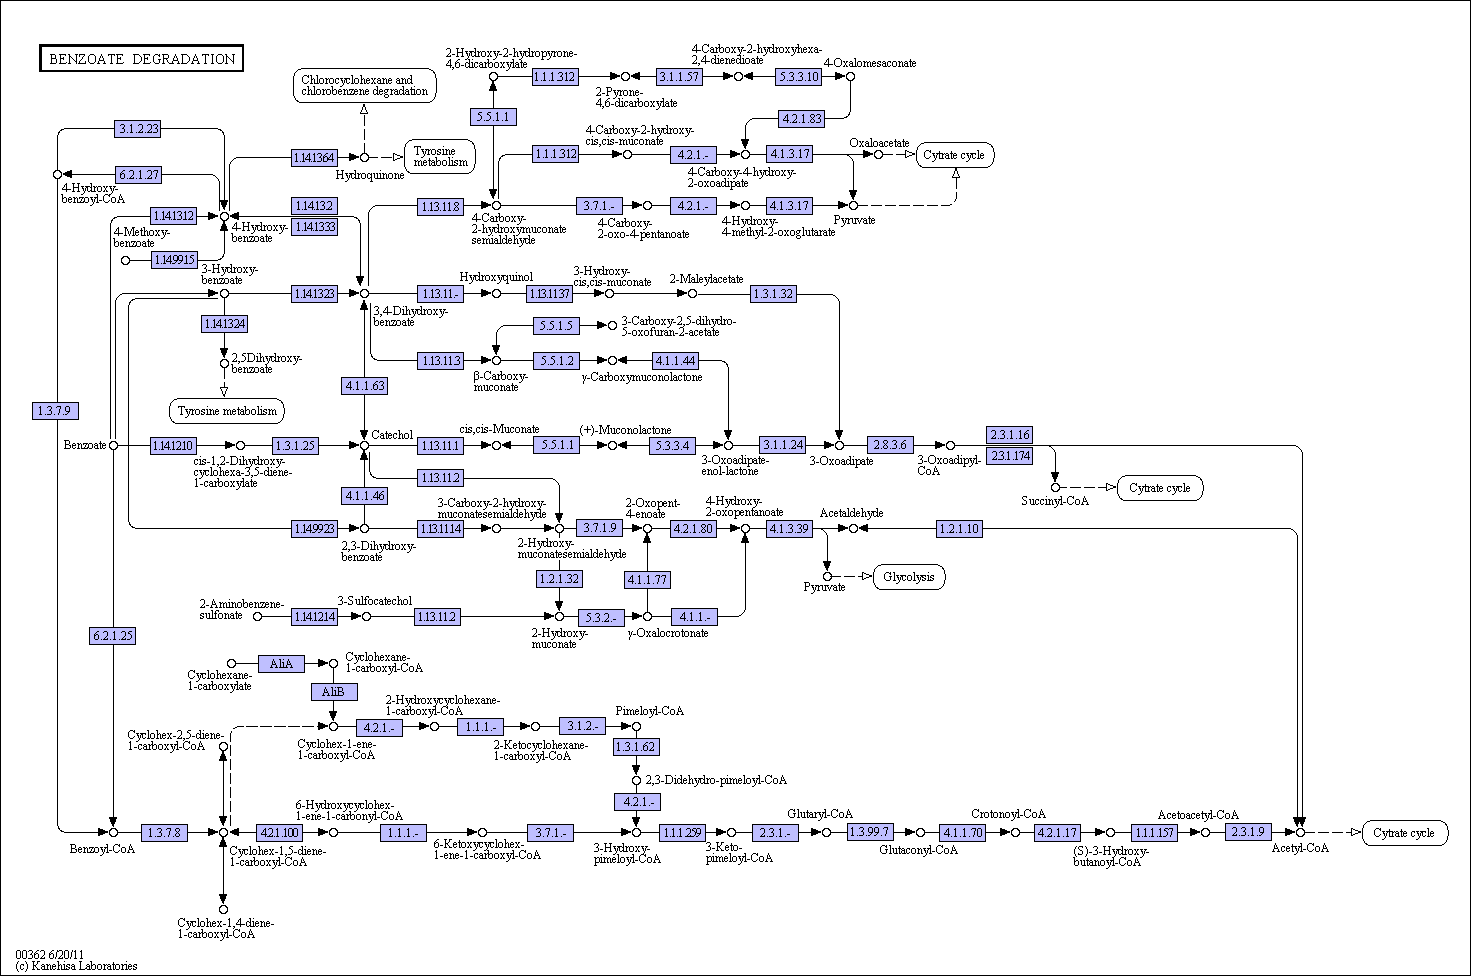 BENZOATE DEGRADATION
Chlorocyclohexane and
chlorobenzene degradation
2-Hydroxy-2-hydropyrone-
4,6-dicarboxylate
1.1.1.312
2-Pyrone-
4,6-dicarboxylate
3.1.1.57
4-Carboxy-2-hydroxyhexa-
2,4-dienedioate
5.3.3.10
4-Oxalomesaconate
5.5.1.1
4.2.1.83
3.1.2.23
1.14.13.64
Hydroquinone
Tyrosine
metabolism
4-Carboxy-2-hydroxy-
cis,cis-muconate
1.1.1.312
4.2.1.-
4-Carboxy-4-hydroxy-
2-oxoadipate
4.1.3.17
Oxaloacetate
Cytrate cycle
6.2.1.27
4-Hydroxy-
benzoyl-CoA
1.14.13.12
4-Methoxy-
benzoate
4-Hydroxy-
benzoate
1.14.13.2
1.14.13.33
1.13.11.8
4-Carboxy-
2-hydroxymuconate
semialdehyde
3.7.1.-
4-Carboxy-
2-oxo-4-pentanoate
4.2.1.-
4-Hydroxy-
4-methyl-2-oxoglutarate
4.1.3.17
Pyruvate
1.14.99.15
3-Hydroxy-
benzoate
1.14.13.23
3,4-Dihydroxy-
benzoate
1.13.11.-
Hydroxyquinol
1.13.11.37
3-Hydroxy-
cis,cis-muconate
2-Maleylacetate
1.3.1.32
1.14.13.24
2,5Dihydroxy-
benzoate
Tyrosine metabolism
5.5.1.5
3-Carboxy-2,5-dihydro-
5-oxofuran-2-acetate
1.13.11.3
β-Carboxy-
muconate
5.5.1.2
γ-Carboxymuconolactone
4.1.1.44
4.1.1.63
1.3.7.9
Benzoate
1.14.12.10
cis-1,2-Dihydroxy-
cyclohexa-3,5-diene-
1-carboxylate
1.3.1.25
Catechol
1.13.11.1
cis,cis-Muconate
5.5.1.1
(+)-Muconolactone
5.3.3.4
3-Oxoadipate-
enol-lactone
3.1.1.24
3-Oxoadipate
2.8.3.6
3-Oxoadipyl-
CoA
2.3.1.16
2.3.1.174
Succinyl-CoA
Cytrate cycle
1.13.11.2
4.1.1.46
1.14.99.23
2,3-Dihydroxy-
benzoate
1.13.11.14
3-Carboxy-2-hydroxy-
muconatesemialdehyde
2-Hydroxy-
muconatesemialdehyde
3.7.1.9
2-Oxopent-
4-enoate
4.2.1.80
4-Hydroxy-
2-oxopentanoate
4.1.3.39
Acetaldehyde
1.2.1.10
Pyruvate
Glycolysis
1.2.1.32
4.1.1.77
2-Aminobenzene-
sulfonate
1.14.12.14
3-Sulfocatechol
1.13.11.2
2-Hydroxy-
muconate
5.3.2.-
γ-Oxalocrotonate
4.1.1.-
6.2.1.25
Cyclohexane-
1-carboxylate
AliA
Cyclohexane-
1-carboxyl-CoA
AliB
Cyclohex-2,5-diene-
1-carboxyl-CoA
Cyclohex-1-ene-
1-carboxyl-CoA
4.2.1.-
2-Hydroxycyclohexane-
1-carboxyl-CoA
1.1.1.-
2-Ketocyclohexane-
1-carboxyl-CoA
3.1.2.-
Pimeloyl-CoA
1.3.1.62
2,3-Didehydro-pimeloyl-CoA
4.2.1.-
Benzoyl-CoA
1.3.7.8
Cyclohex-1,5-diene-
1-carboxyl-CoA
4.2.1.100
6-Hydroxycyclohex-
1-ene-1-carbonyl-CoA
1.1.1.-
6-Ketoxycyclohex-
1-ene-1-carboxyl-CoA
3.7.1.-
3-Hydroxy-
pimeloyl-CoA
1.1.1.259
3-Keto-
pimeloyl-CoA
2.3.1.-
Glutaryl-CoA
1.3.99.7
Glutaconyl-CoA
4.1.1.70
Crotonoyl-CoA
4.2.1.17
(S)-3-Hydroxy-
butanoyl-CoA
1.1.1.157
Acetoacetyl-CoA
2.3.1.9
Acetyl-CoA
Cytrate cycle
Cyclohex-1,4-diene-
1-carboxyl-CoA
00362 6/20/11
(c) Kanehisa Laboratories